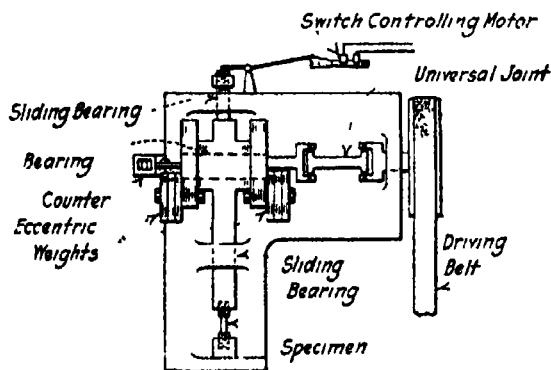 Switch Controlling Motor
Universal Joint
Sliding Bearing
Bearing
Counter
Eccentric
Weights
Sliding
Bearing
Driving
Belt
Specimen